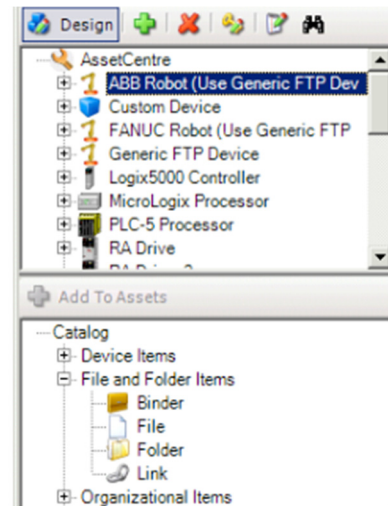 Design
AssetCentre
ABB Robot (Use Generic FTP Dev
Custom Device
FANUC Robot (Use Generic FTP
Generic FTP Device
Logix5000 Controller
MicroLogix Processor
PLC-5 Processor
RA Drive
Add To Assets
Catalog
Device Items
File and Folder Items
Binder
File
Folder
Link
Organizational Items